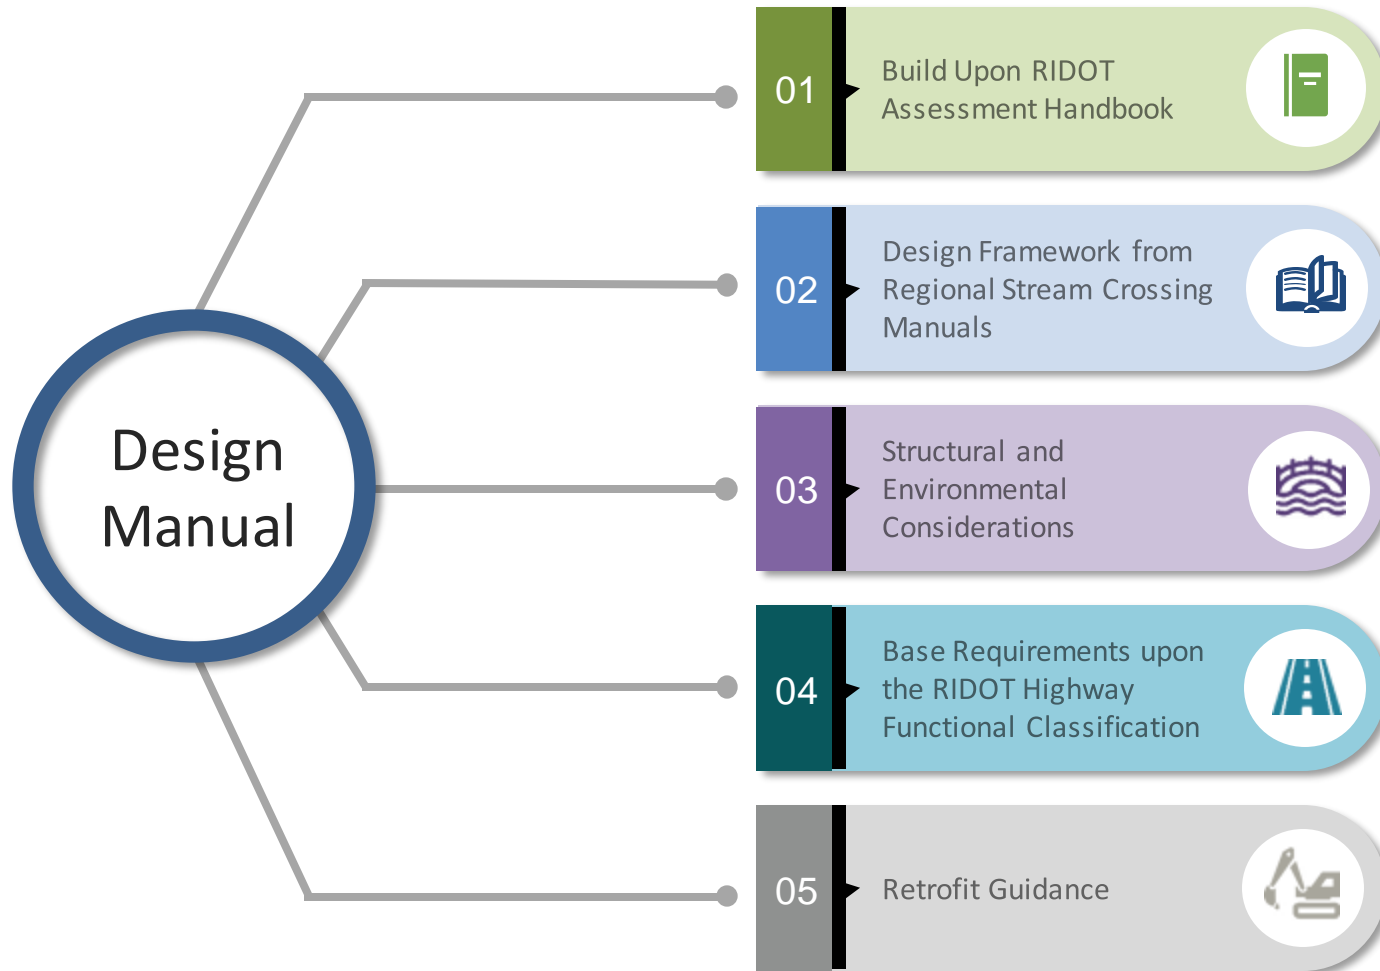 Design
Manual
01
Build Upon RIDOT
Assessment Handbook
02
Design Framework from
Regional Stream Crossing
Manuals
03
Structural and
Environmental
Considerations
04
Base Requirements upon
the RIDOT Highway
Functional Classification
05
Retrofit Guidance